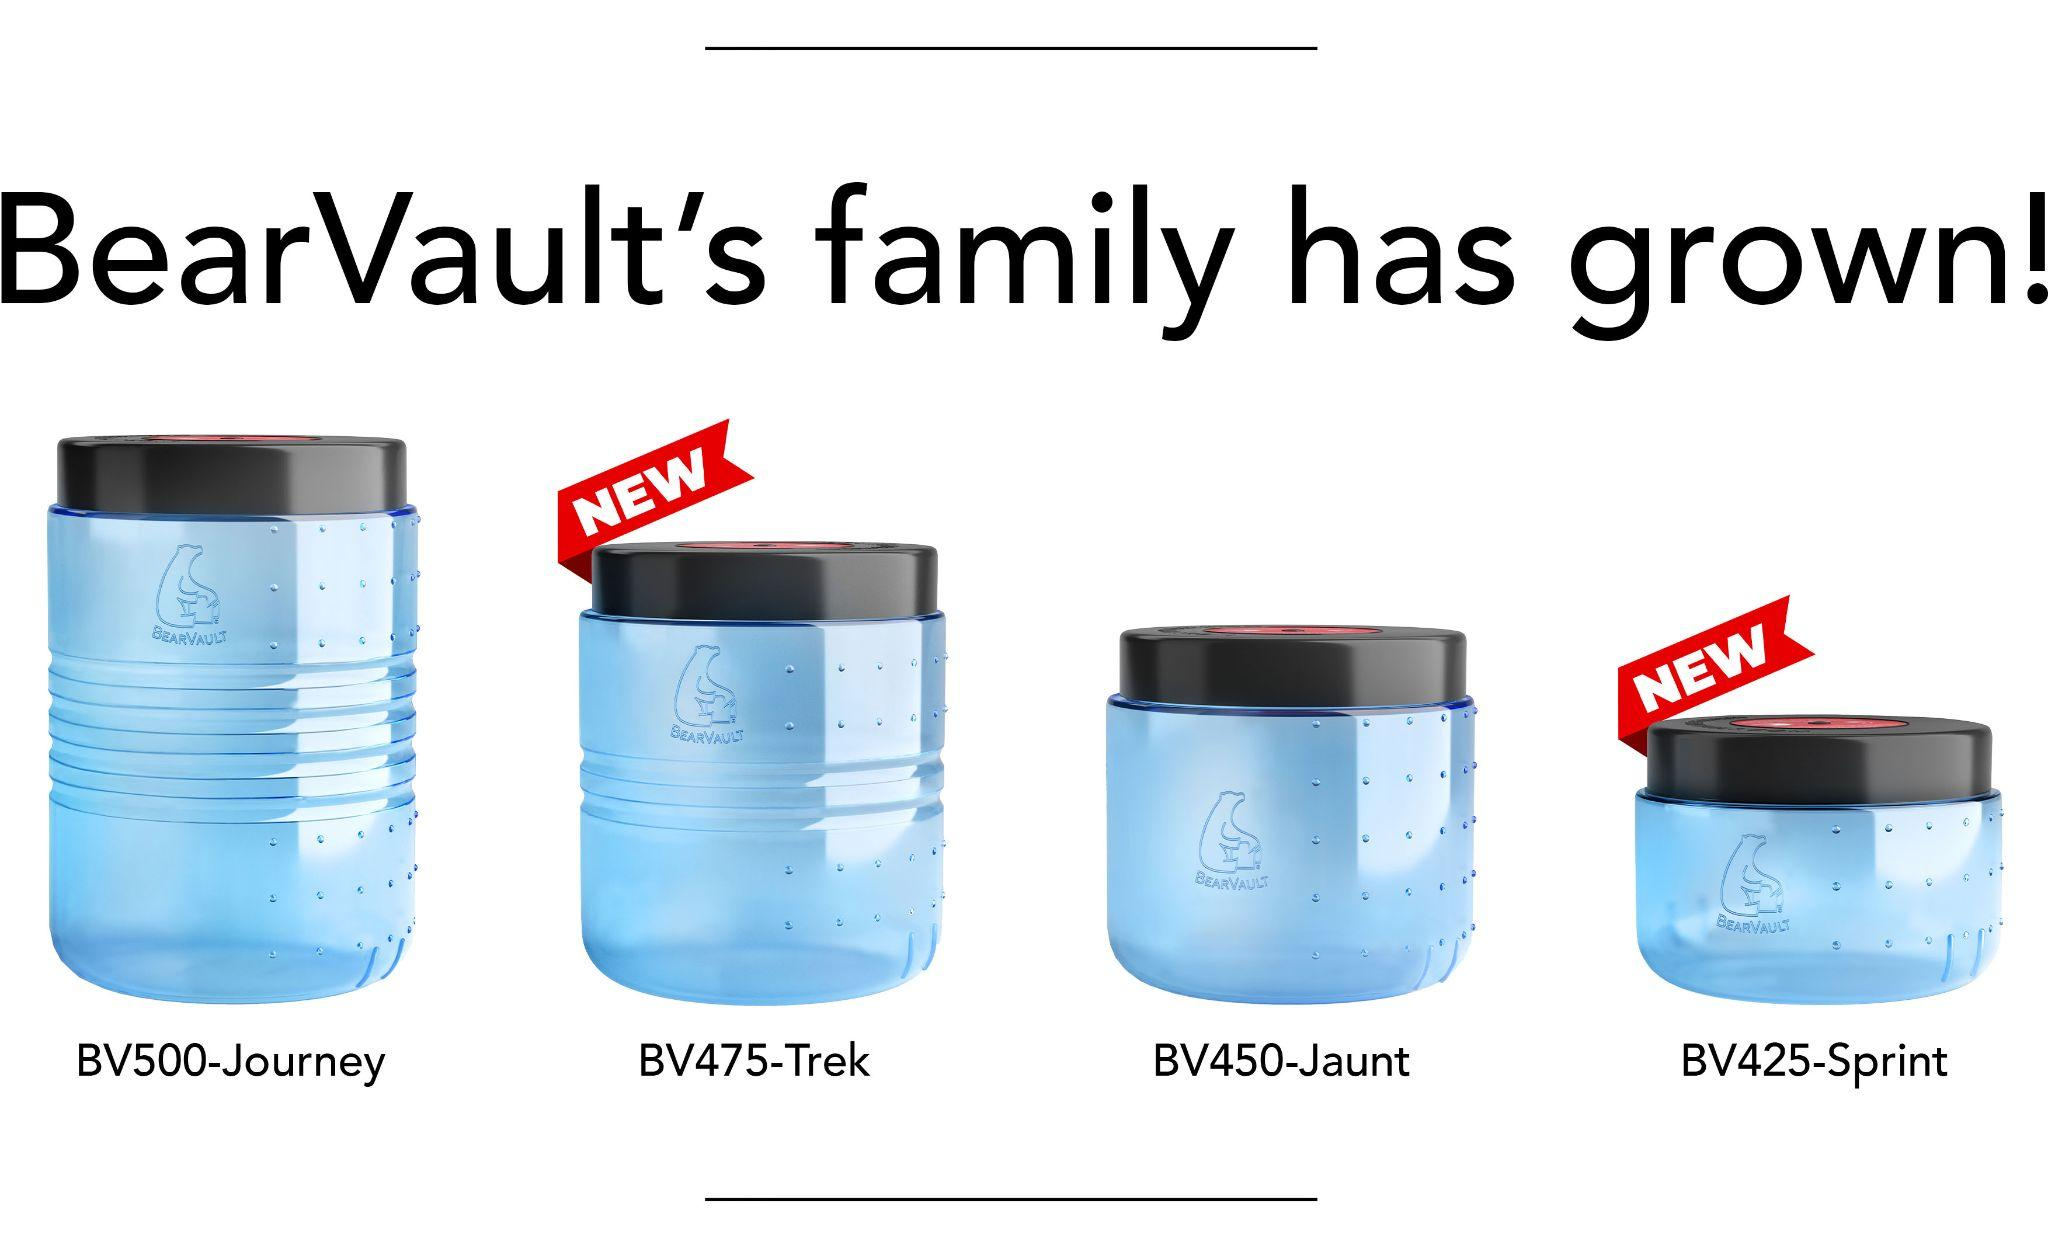 BearVault's family has grown!
NEW
NEW
BEARVAULT
BEARVAULT
BEARVAULT
BEARVAULT
BV500-Journey
BV475-Trek
BV450-Jaunt
BV425-Sprint